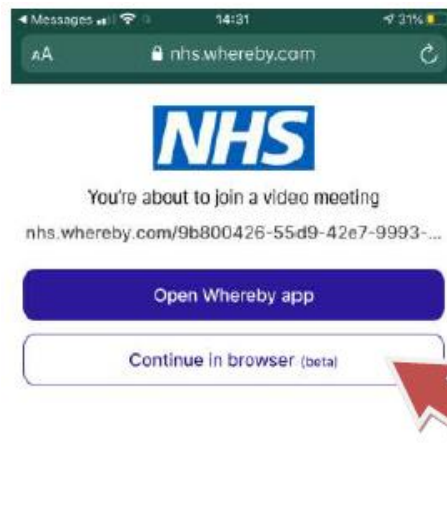 Messages 14:31 31%
AA nhs.whereby.com
NHS
You're about to join a video meeting
nhs.whereby.com/9b800426-55d9-42e7-9993-...
Open Whereby app
Continue in browser (beta)